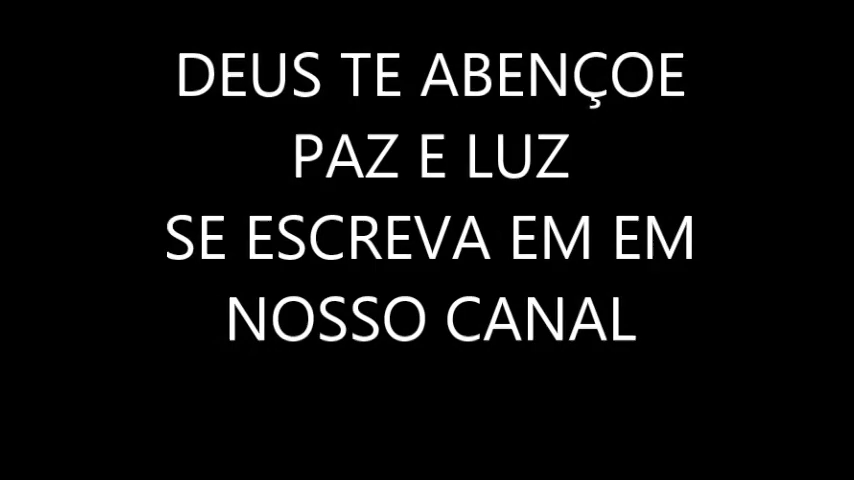 DEUS TE ABENÇOE
PAZ E LUZ
SE ESCREVA EM EM
NOSSO CANAL